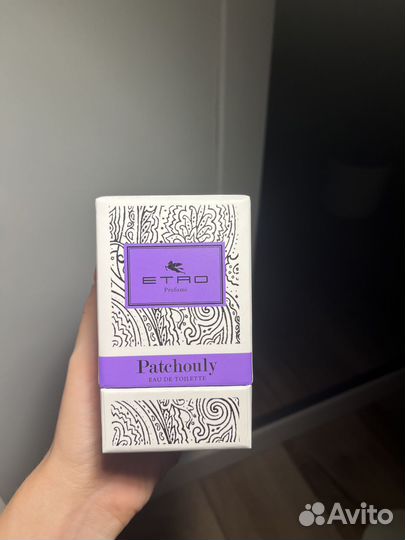 ETRO
Profumi
Patchouly
EAU DE TOILETTE
Avito